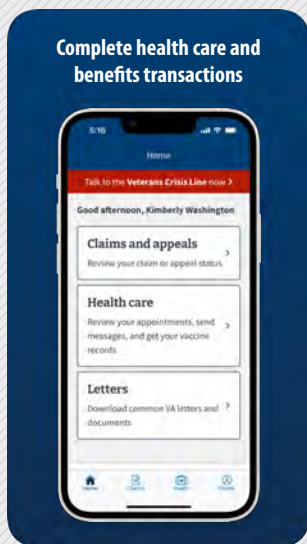 Complete health care and
benefits transactions
5:16
Home
Talk to the Veterans Crisis Line now >
Good afternoon, Kimberly Washington
Claims and appeals
Review your claim or appeal status
Health care
Review your appointments, send
messages, and get your vaccine
records
Letters
Download common VA letters and
documents
Home Claims Health Profile